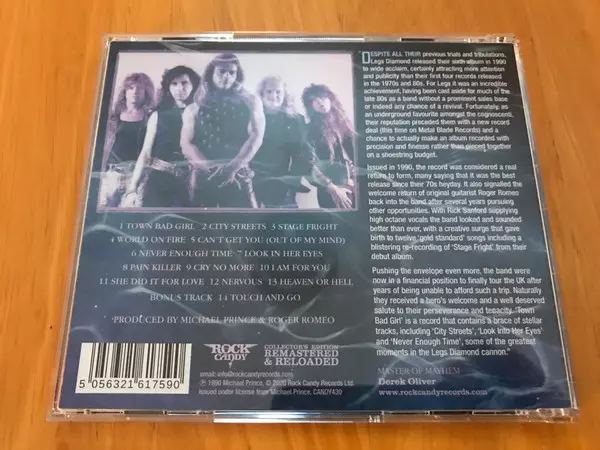 1 TOWN BAD GIRL 2 CITY STREETS 3 STAGE FRIGHT
4 WORLD ON FIRE 5 CAN'T GET YOU (OUT OF MY MIND)
6 NEVER ENOUGH TIME 7 LOOK IN HER EYES
8 PAIN KILLER 9 CRY NO MORE 10 I AM FOR YOU
11 SHE DID IT FOR LOVE 12 NERVOUS 13 HEAVEN OR HELL
BONUS TRACK 14 TOUCH AND GO
PRODUCED BY MICHAEL PRINCE & ROGER ROMEO
5 056321 617590
ROCK CANDY
COLLECTOR'S EDITION
REMASTERED
& RELOADED
email: info@rockcandyrecords.com
℗ 1990 Michael Prince, © 2020 Rock Candy Records Ltd.
Issued under license from Michael Prince, CANDY439
DESPITE ALL THEIR previous trials and tribulations,
Legs Diamond released their sixth album in 1990
to wide acclaim, certainly attracting more attention
and publicity than their first four records released
in the 1970s and 80s. For Legs it was an incredible
achievement, having been cast aside for much of the
late 80s as a band without a prominent sales base
or indeed any chance of a revival. Fortunately, as
an underground favourite amongst the cognoscenti,
their reputation preceded them with a new record
deal (this time on Metal Blade Records) and a
chance to actually make an album recorded with
precision and finesse rather than pieced together
on a shoestring budget.
Issued in 1990, the record was considered a real
return to form, many saying that it was the best
release since their 70s heyday. It also signalled the
welcome return of original guitarist Roger Romeo
back into the band after several years pursuing
other opportunities. With Rick Sanford supplying
high octane vocals the band looked and sounded
better than ever, with a creative surge that gave
birth to twelve 'gold standard' songs including a
blistering re-recording of 'Stage Fright' from their
debut album.
Pushing the envelope even more, the band were
now in a financial position to finally tour the UK after
years of being unable to afford such a trip. Naturally
they received a hero's welcome and a well deserved
salute to their perseverance and tenacity. 'Town
Bad Girl' is a record that contains a brace of stellar
tracks, including 'City Streets', 'Look Into Her Eyes'
and 'Never Enough Time', some of the greatest
moments in the Legs Diamond cannon."
MASTER OF MAYHEM
Derek Oliver
www.rockcandyrecords.com